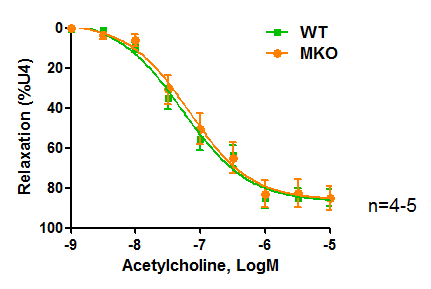 WT
MKO
0
20
40
60
80
100
Relaxation (%U4)
-9 -8 -7 -6 -5
Acetylcholine, LogM
n=4-5